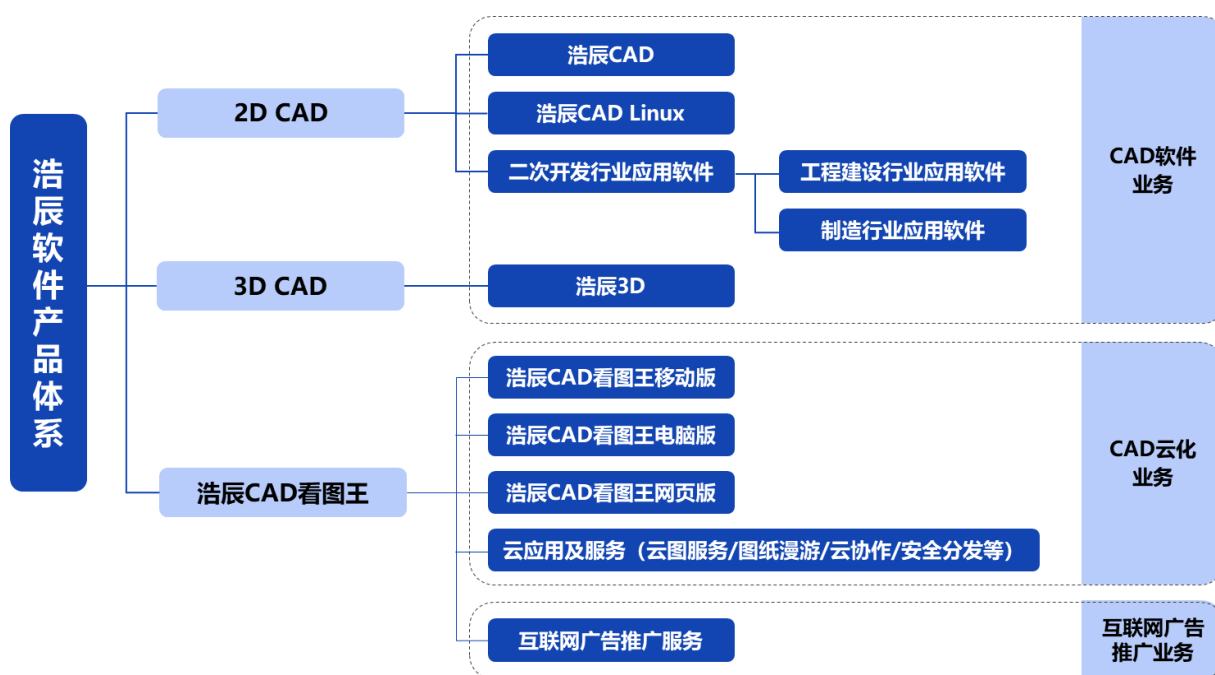 浩辰软件产品体系
2D CAD
浩辰CAD
浩辰CAD Linux
二次开发行业应用软件
工程建设行业应用软件
制造行业应用软件
3D CAD
浩辰3D
CAD软件
业务
浩辰CAD看图王
浩辰CAD看图王移动版
浩辰CAD看图王电脑版
浩辰CAD看图王网页版
云应用及服务（云图服务/图纸漫游/云协作/安全分发等）
CAD云化
业务
互联网广告推广服务
互联网广告
推广业务